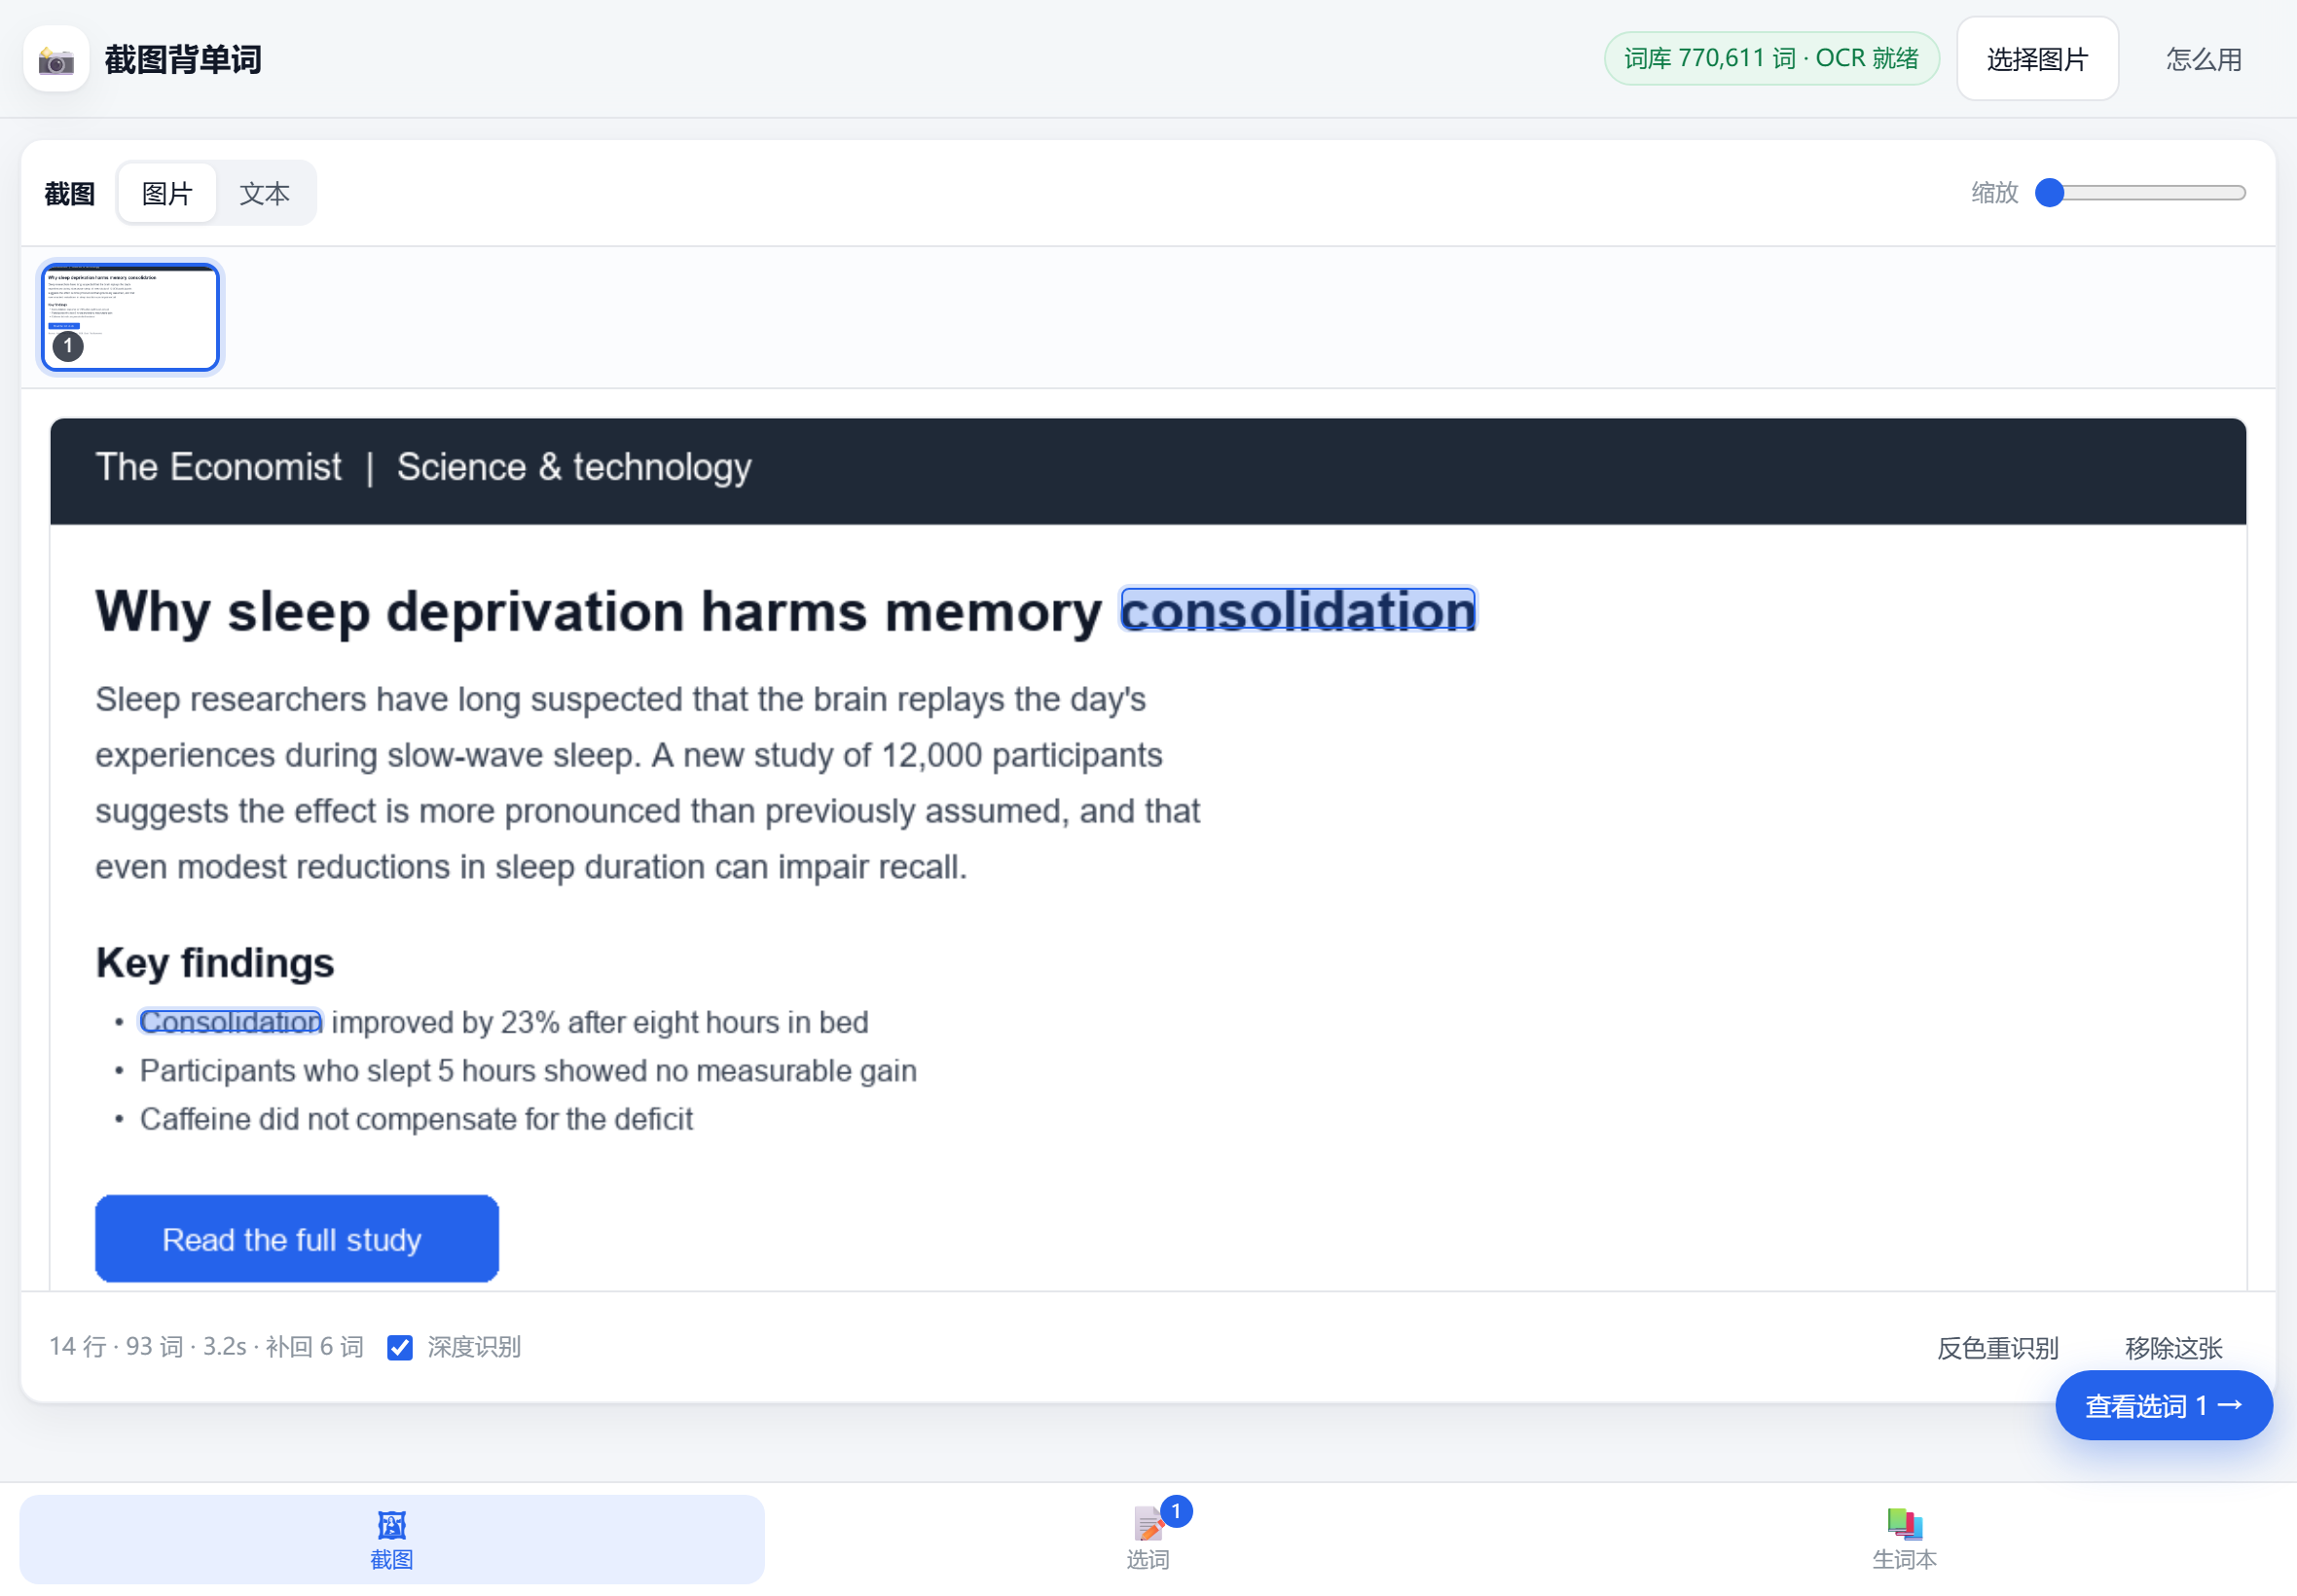 截图背单词
词库 770,611 词 · OCR 就绪
选择图片
怎么用
截图
图片
文本
缩放
1
The Economist | Science & technology
Why sleep deprivation harms memory consolidation
Sleep researchers have long suspected that the brain replays the day's
experiences during slow-wave sleep. A new study of 12,000 participants
suggests the effect is more pronounced than previously assumed, and that
even modest reductions in sleep duration can impair recall.
Key findings
• Consolidation improved by 23% after eight hours in bed
• Participants who slept 5 hours showed no measurable gain
• Caffeine did not compensate for the deficit
Read the full study
14 行 · 93 词 · 3.2s · 补回 6 词
深度识别
反色重识别
移除这张
查看选词 1 →
截图
1
选词
生词本